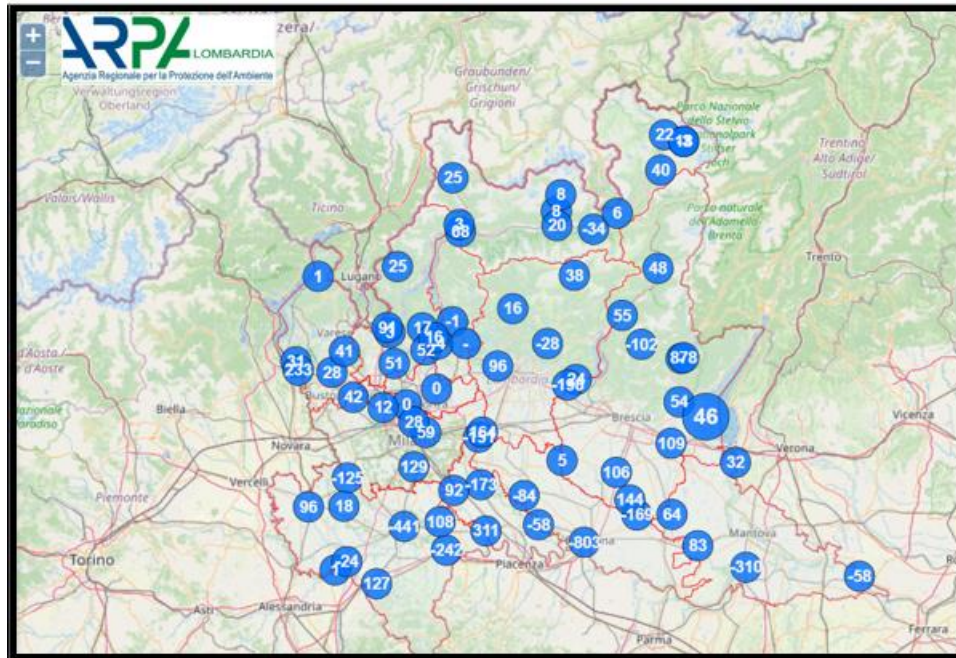 +
−
ARPA LOMBARDIA
Agenzia Regionale per la Protezione dell'Ambiente
Verwaltungsregion
Oberland
Graubünden/
Grischun/
Grigioni
Parco Nazionale
dello Stelvio
Trentino
Alto Adige/
Südtirol
Valais/Wallis
Ticino
Parco naturale
dell'Adamello
Brenta
Trento
Lugano
Varese
Biella
Novara
Vercelli
Piemonte
Torino
Asti
Alessandria
Brescia
Vicenza
Verona
Mantova
Piacenza
Parma
Ferrara
22
40
25
8
8
20
6
-34
3
68
25
1
38
48
16
55
-102
-28
17
-1
16
52
91
3
51
41
31
233
28
42
12
0
0
28
59
96
-190
878
54
46
109
32
5
106
144
-169
64
83
-310
-58
-151
-173
92
129
-125
18
96
-441
108
-242
311
-84
-58
-803
-24
127